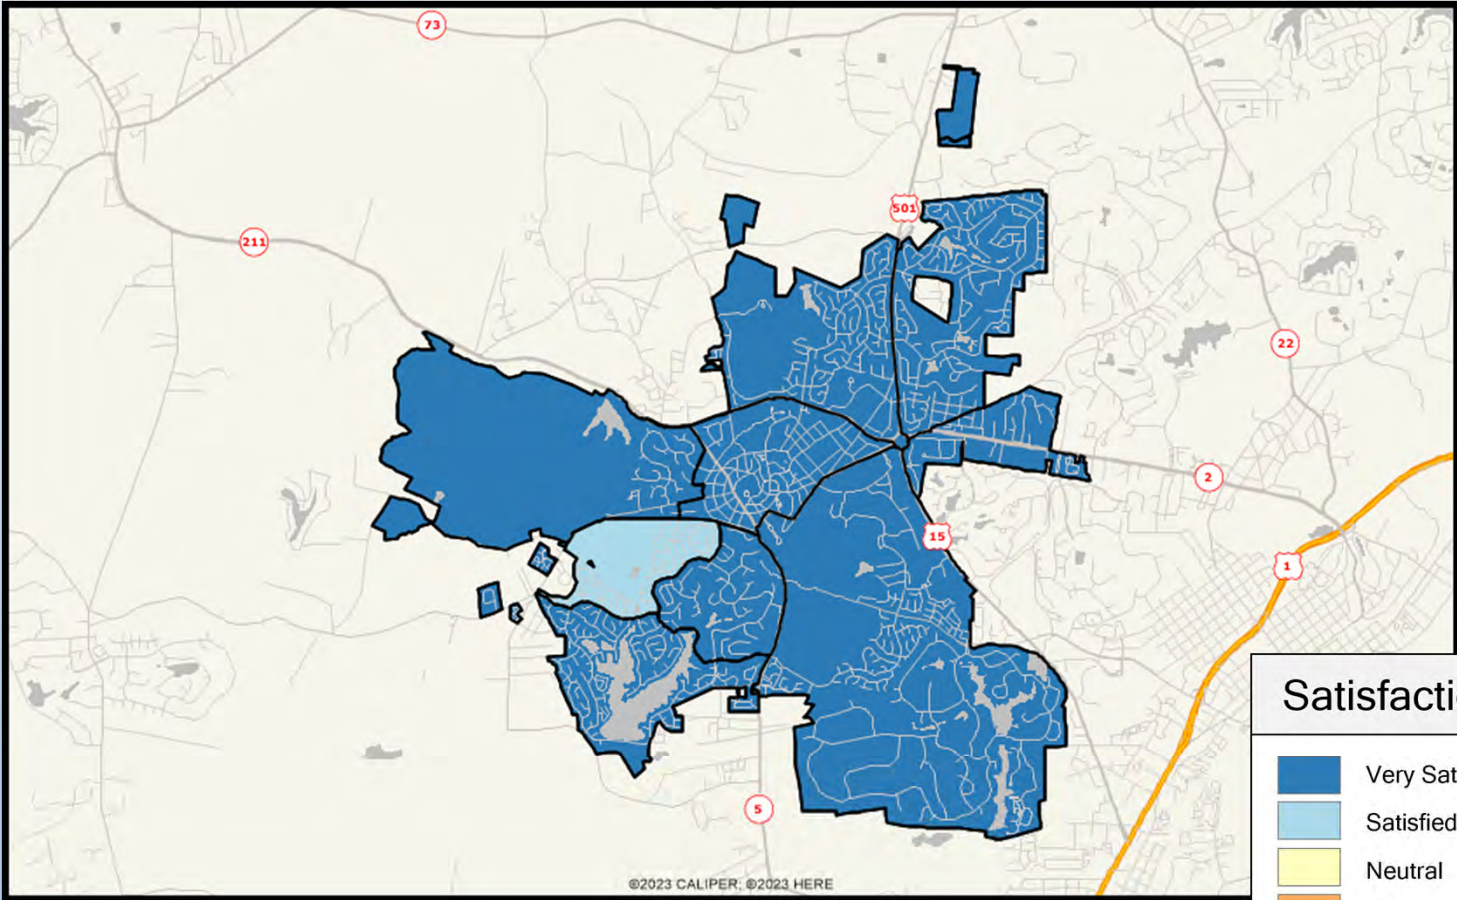 73
501
211
22
2
15
1
5
Satisfacti
Very Sat
Satisfied
Neutral
©2023 CALIPER; ©2023 HERE